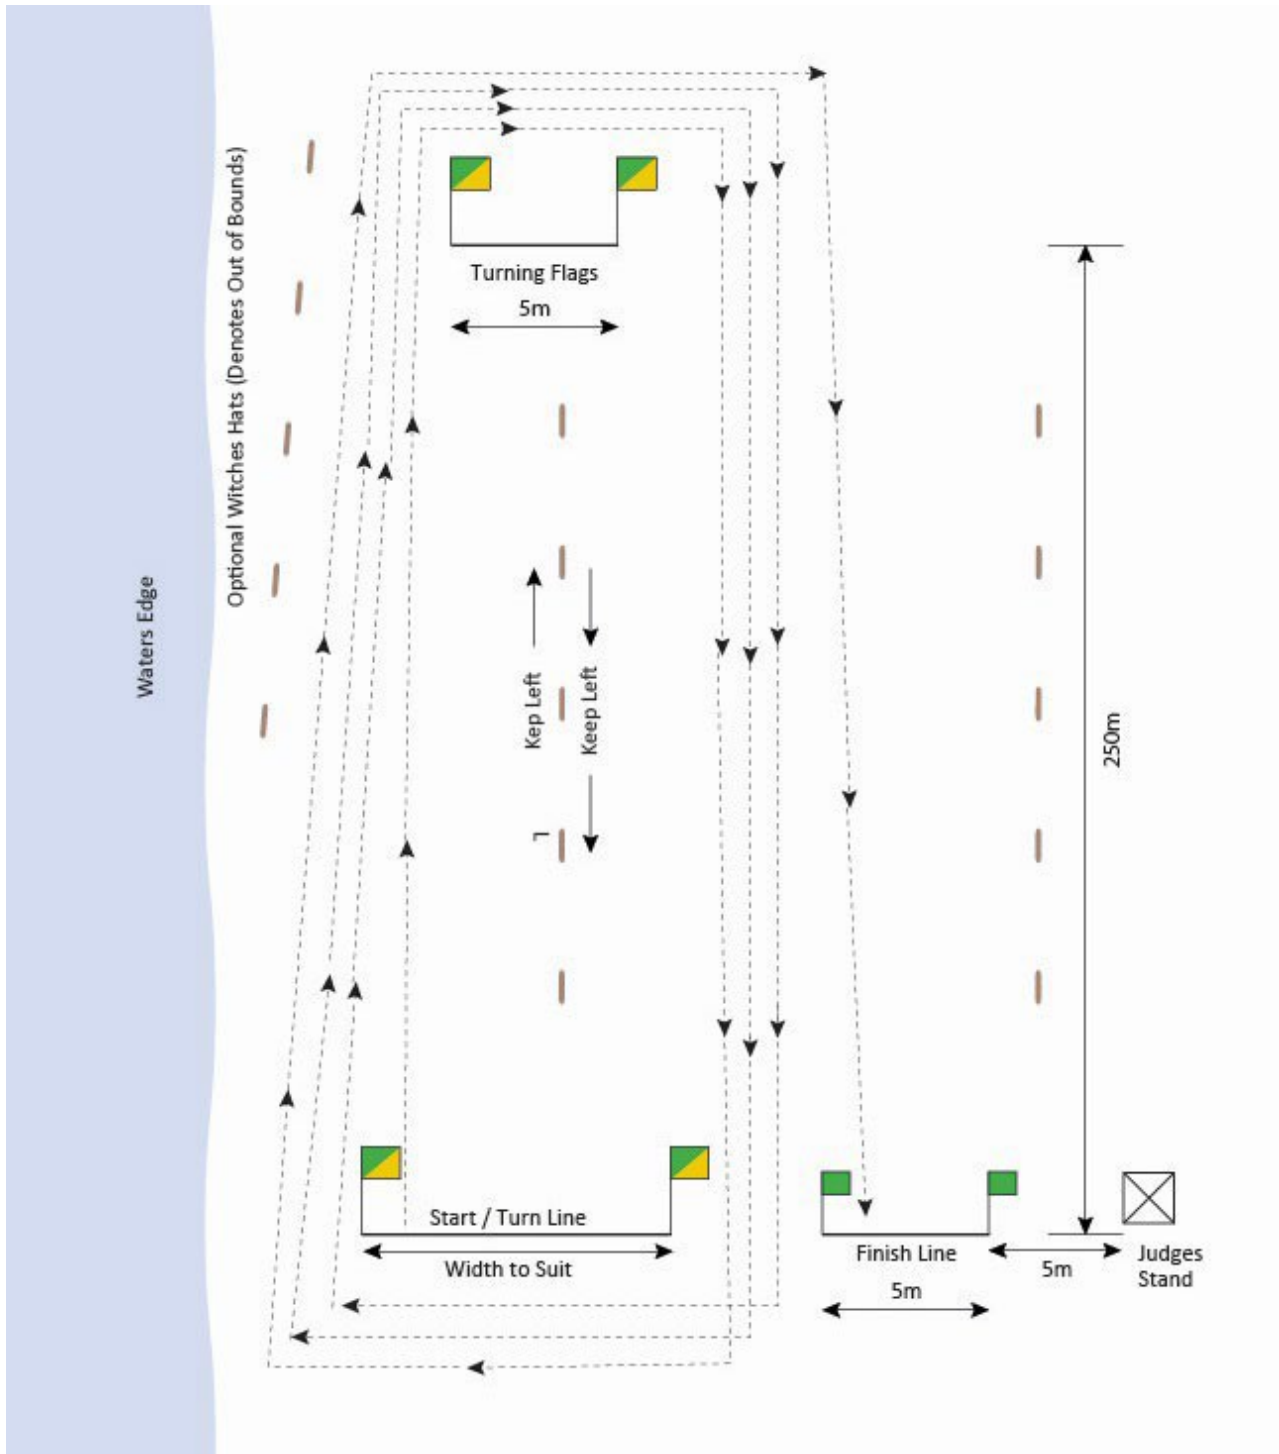 Optional Witches Hats (Denotes Out of Bounds)
Waters Edge
Turning Flags
5m
Kep Left
Keep Left
L
250m
Start / Turn Line
Width to Suit
Finish Line
5m
5m
Judges
Stand